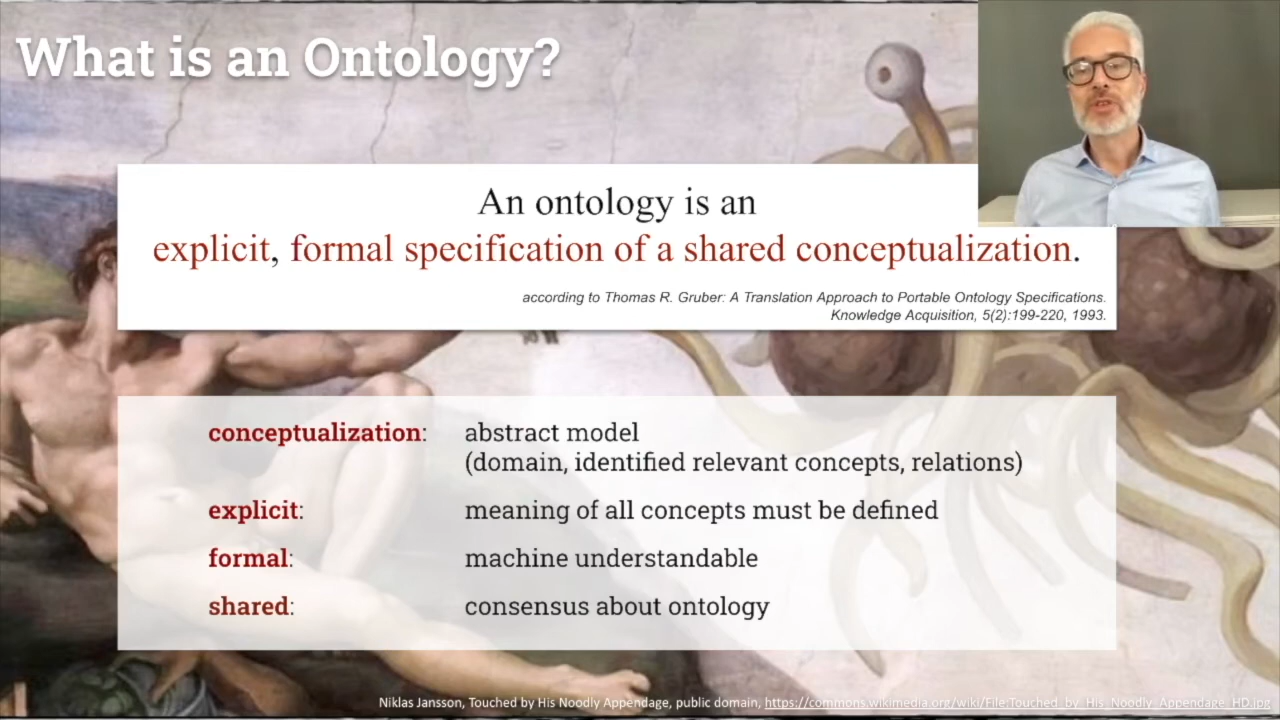 What is an Ontology?
An ontology is an
explicit, formal specification of a shared conceptualization.
according to Thomas R. Gruber: A Translation Approach to Portable Ontology Specifications.
Knowledge Acquisition, 5(2):199-220, 1993.
conceptualization: abstract model
(domain, identified relevant concepts, relations)
explicit: meaning of all concepts must be defined
formal: machine understandable
shared: consensus about ontology
Niklas Jansson, Touched by His Noodly Appendage, public domain, https://commons.wikimedia.org/wiki/File:Touched_by_His_Noodly_Appendage_HD.jpg